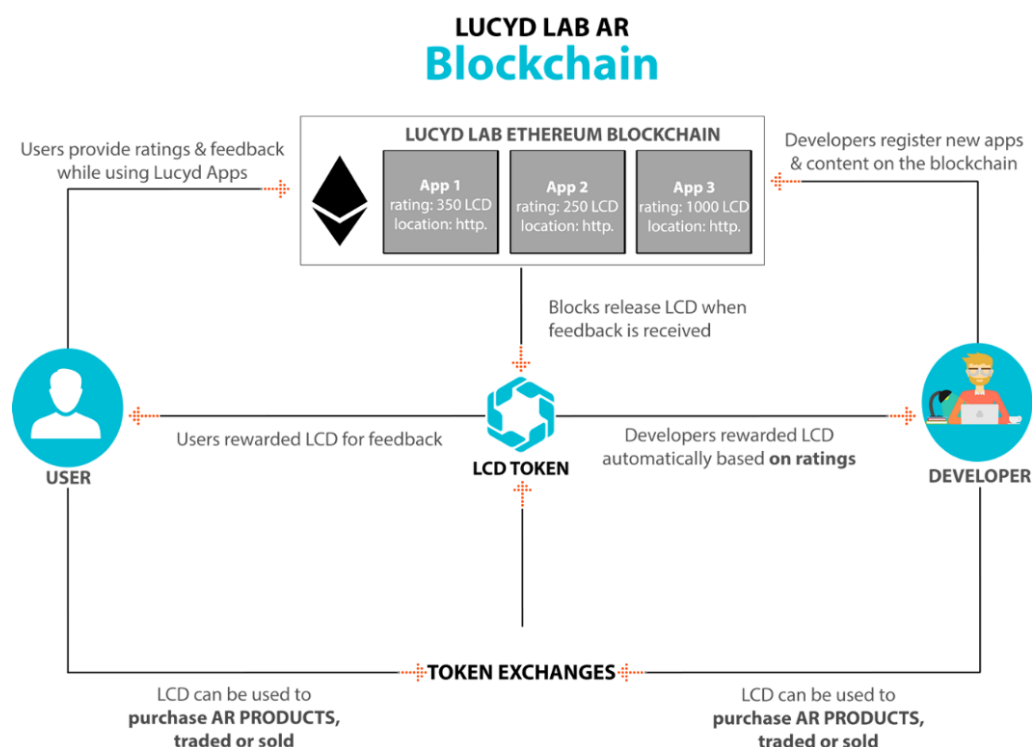 LUCYD LAB AR
Blockchain
LUCYD LAB ETHEREUM BLOCKCHAIN
Users provide ratings & feedback
while using Lucyd Apps
Developers register new apps
& content on the blockchain
App 1
rating: 350 LCD
location: http.
App 2
rating: 250 LCD
location: http.
App 3
rating: 1000 LCD
location: http.
Blocks release LCD when
feedback is received
Users rewarded LCD for feedback
Developers rewarded LCD
automatically based on ratings
LCD TOKEN
USER
DEVELOPER
TOKEN EXCHANGES
LCD can be used to
purchase AR PRODUCTS,
traded or sold
LCD can be used to
purchase AR PRODUCTS,
traded or sold